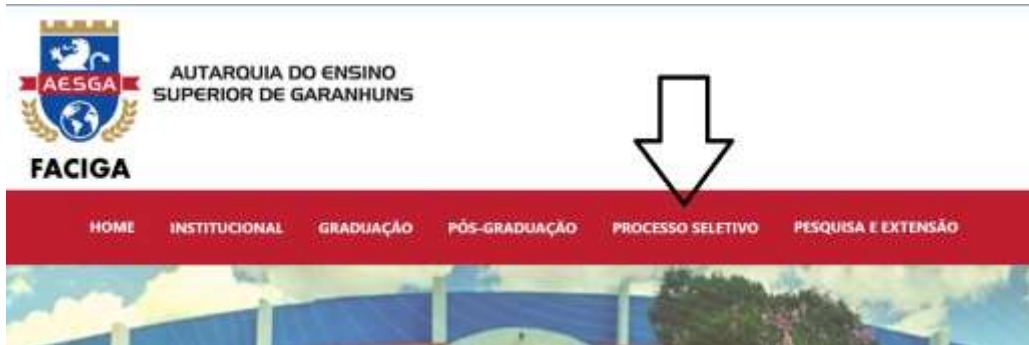 AESGA
AUTARQUIA DO ENSINO
SUPERIOR DE GARANHUNS
FACIGA
HOME INSTITUCIONAL GRADUAÇÃO PÓS-GRADUAÇÃO PROCESSO SELETIVO PESQUISA E EXTENSÃO